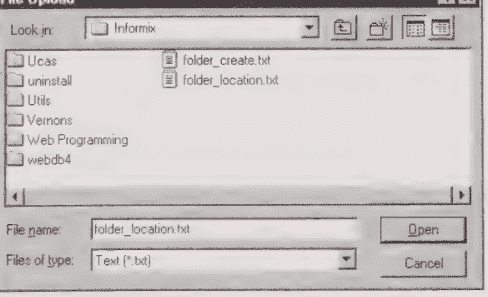 File Upload
Look in: Informix
Ucas
uninstall
Utils
Vernons
Web Programming
webdb4
folder_create.txt
folder_location.txt
File name: folder_location.txt Open
Files of type: Text (*.txt) Cancel